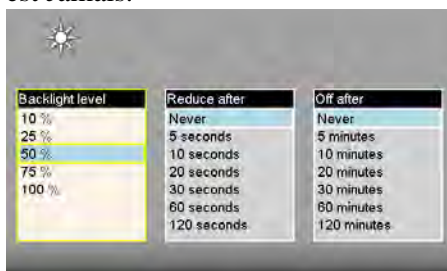 Backlight level
10 %
25 %
50 %
75 %
100 %
Reduce after
Never
5 seconds
10 seconds
20 seconds
30 seconds
60 seconds
120 seconds
Off after
Never
5 minutes
10 minutes
20 minutes
30 minutes
60 minutes
120 minutes